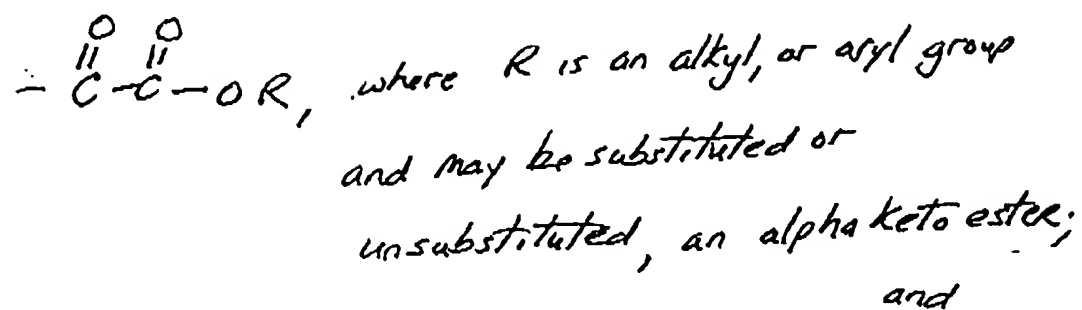 O O
|| ||
- C-C-OR, where R is an alkyl, or aryl group
and may be substituted or
unsubstituted, an alpha keto ester;
and